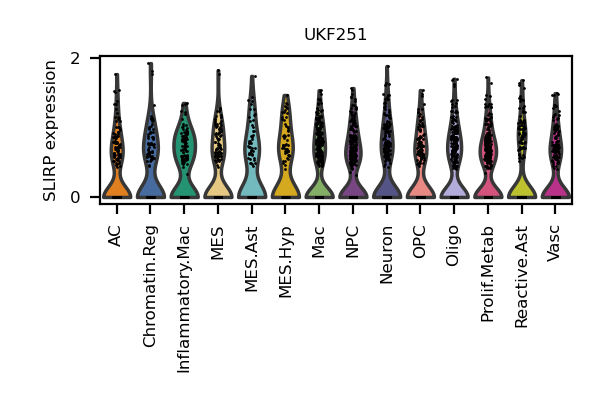 UKF251
SLIRP expression
2
0
AC
Chromatin.Reg
Inflammatory.Mac
MES
MES.Ast
MES.Hyp
Mac
NPC
Neuron
OPC
Oligo
Prolif.Metab
Reactive.Ast
Vasc